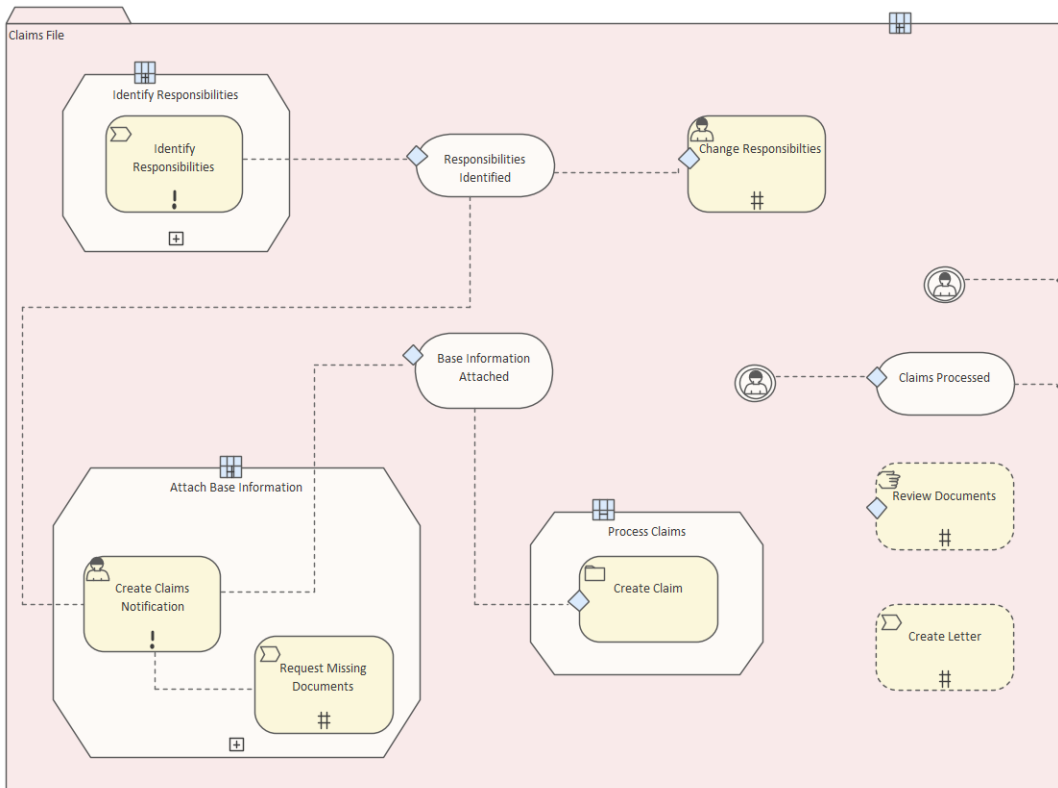 Claims File
Identify Responsibilities
Identify
Responsibilities
Responsibilities
Identified
Change Responsibilties
Base Information
Attached
Claims Processed
Attach Base Information
Create Claims
Notification
Request Missing
Documents
Process Claims
Create Claim
Review Documents
Create Letter